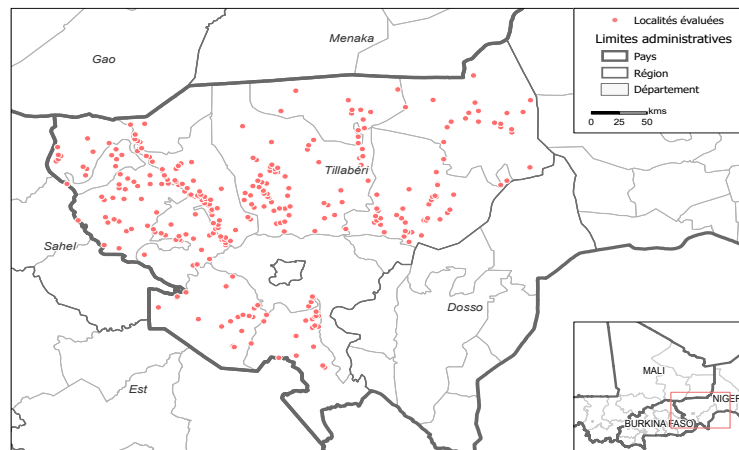 Localités évaluées
Limites administratives
Pays
Région
Département
kms
0 25 50
Menaka
Gao
Tillabéri
Sahel
Dosso
Est
MALI
NIGER
BURKINA FASO